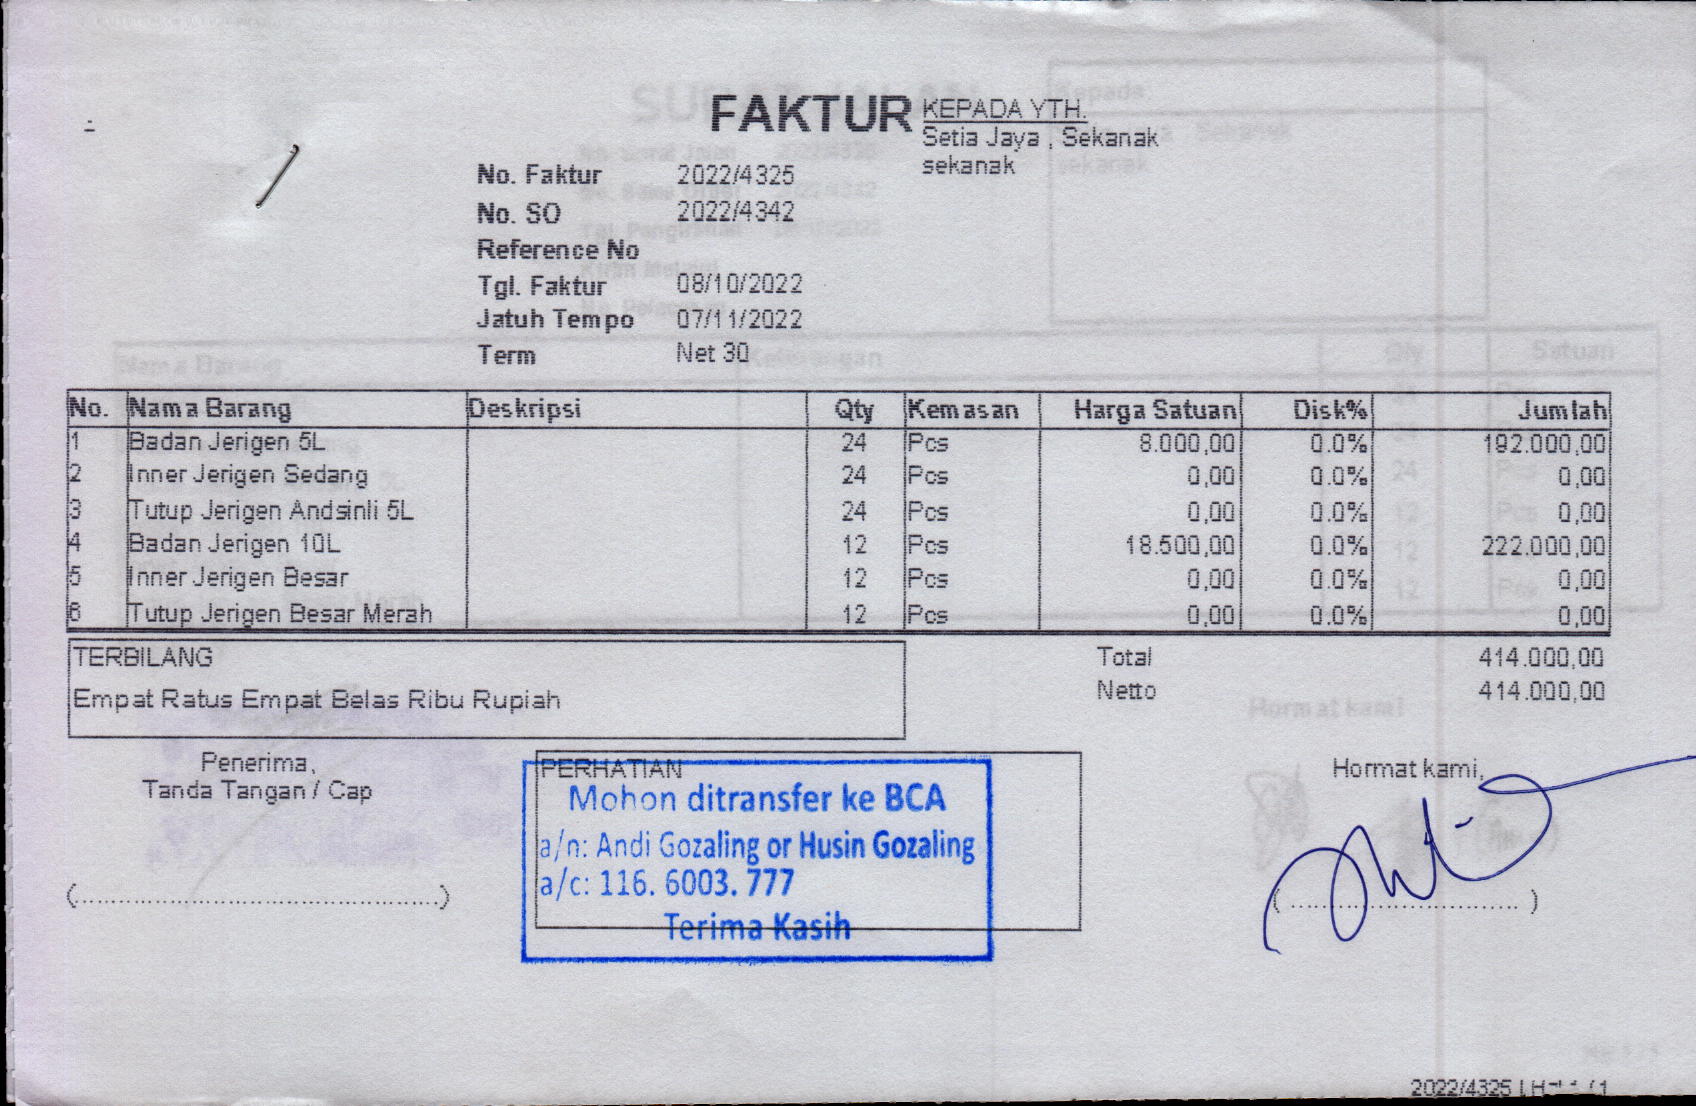 FAKTUR
KEPADA YTH.
Setia Jaya , Sekanak
sekanak
No. Faktur 2022/4325
No. SO 2022/4342
Reference No
Tgl. Faktur 08/10/2022
Jatuh Tempo 07/11/2022
Term Net 30
No. Nama Barang Deskripsi Qty Kemasan Harga Satuan Disk% Jumlah
1 Badan Jerigen 5L 24 Pcs 8.000,00 0.0% 192.000,00
2 Inner Jerigen Sedang 24 Pcs 0,00 0.0% 0,00
3 Tutup Jerigen Andsinli 5L 24 Pcs 0,00 0.0% 0,00
4 Badan Jerigen 10L 12 Pcs 18.500,00 0.0% 222.000,00
5 Inner Jerigen Besar 12 Pcs 0,00 0.0% 0,00
6 Tutup Jerigen Besar Merah 12 Pcs 0,00 0.0% 0,00
TERBILANG
Empat Ratus Empat Belas Ribu Rupiah
Total 414.000,00
Netto 414.000,00
Penerima,
Tanda Tangan / Cap
PERHATIAN
Mohon ditransfer ke BCA
a/n: Andi Gozaling or Husin Gozaling
a/c: 116. 6003. 777
Terima Kasih
Hormat kami,
(.......................................)
(.............................)
2022/4325